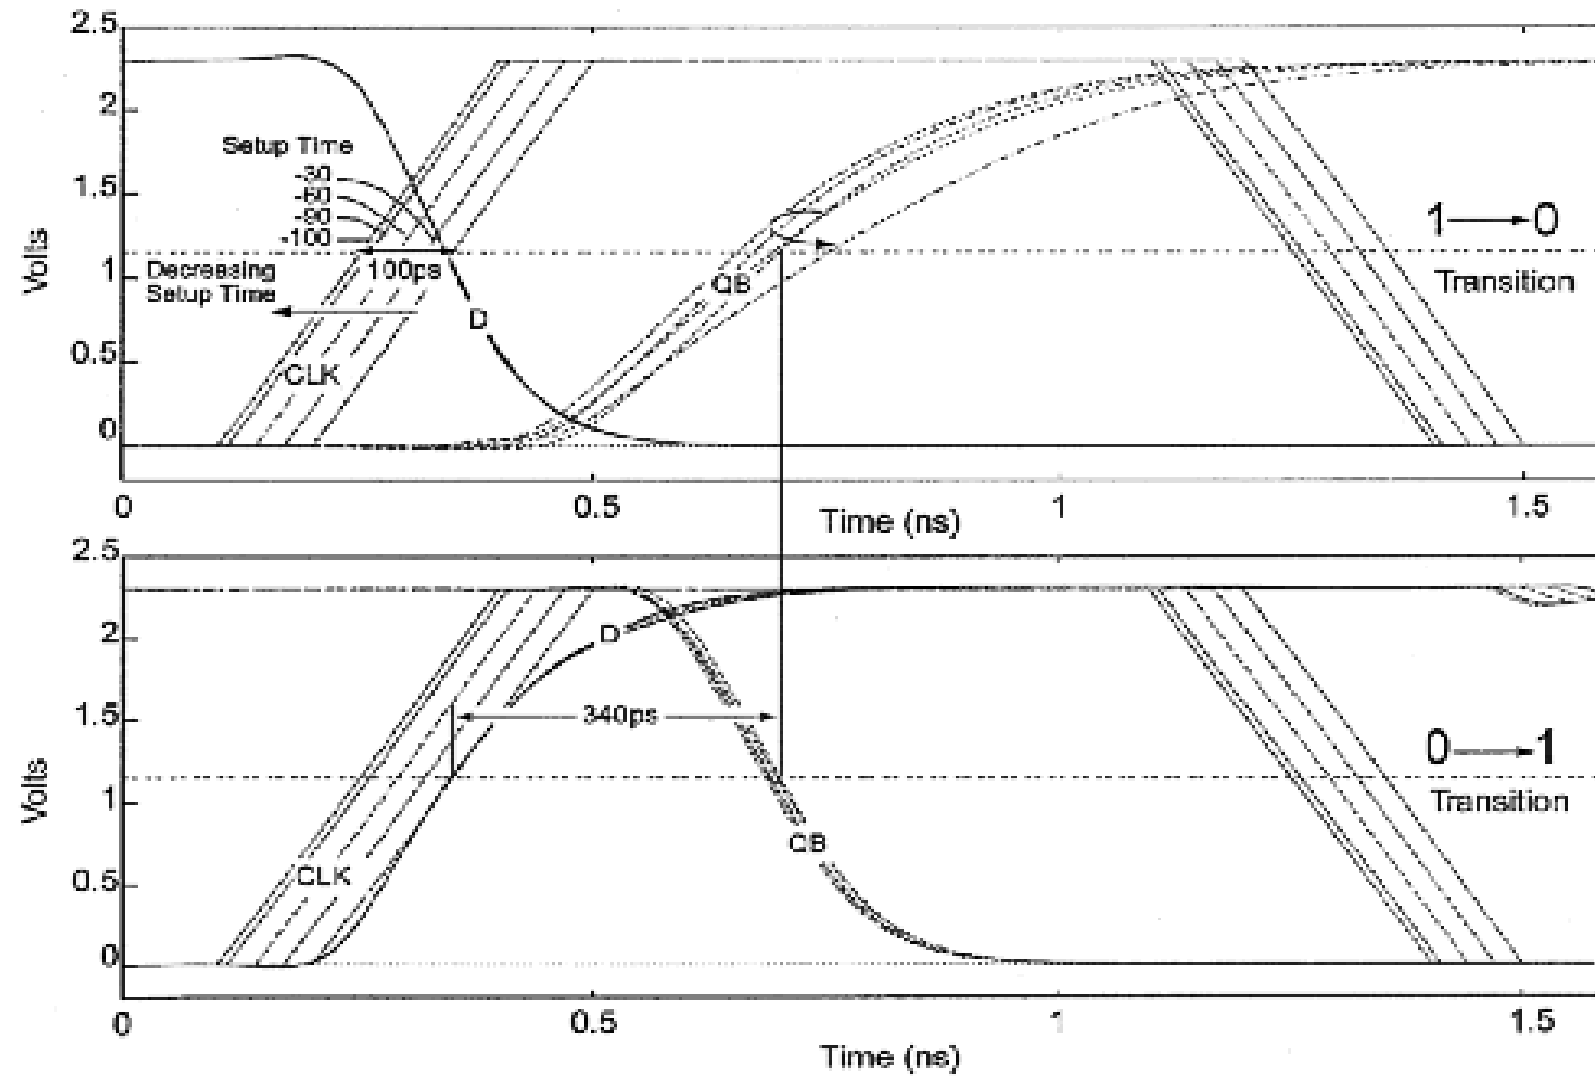 2.5
2
1.5
1
0.5
0
Volts
Setup Time
-30
-60
-90
-100
100ps
Decreasing
Setup Time
D
CLK
QB
1→0
Transition
0
0.5
1
1.5
Time (ns)
2.5
2
1.5
1
0.5
0
Volts
D
340ps
CLK
QB
0→1
Transition
0
0.5
1
1.5
Time (ns)